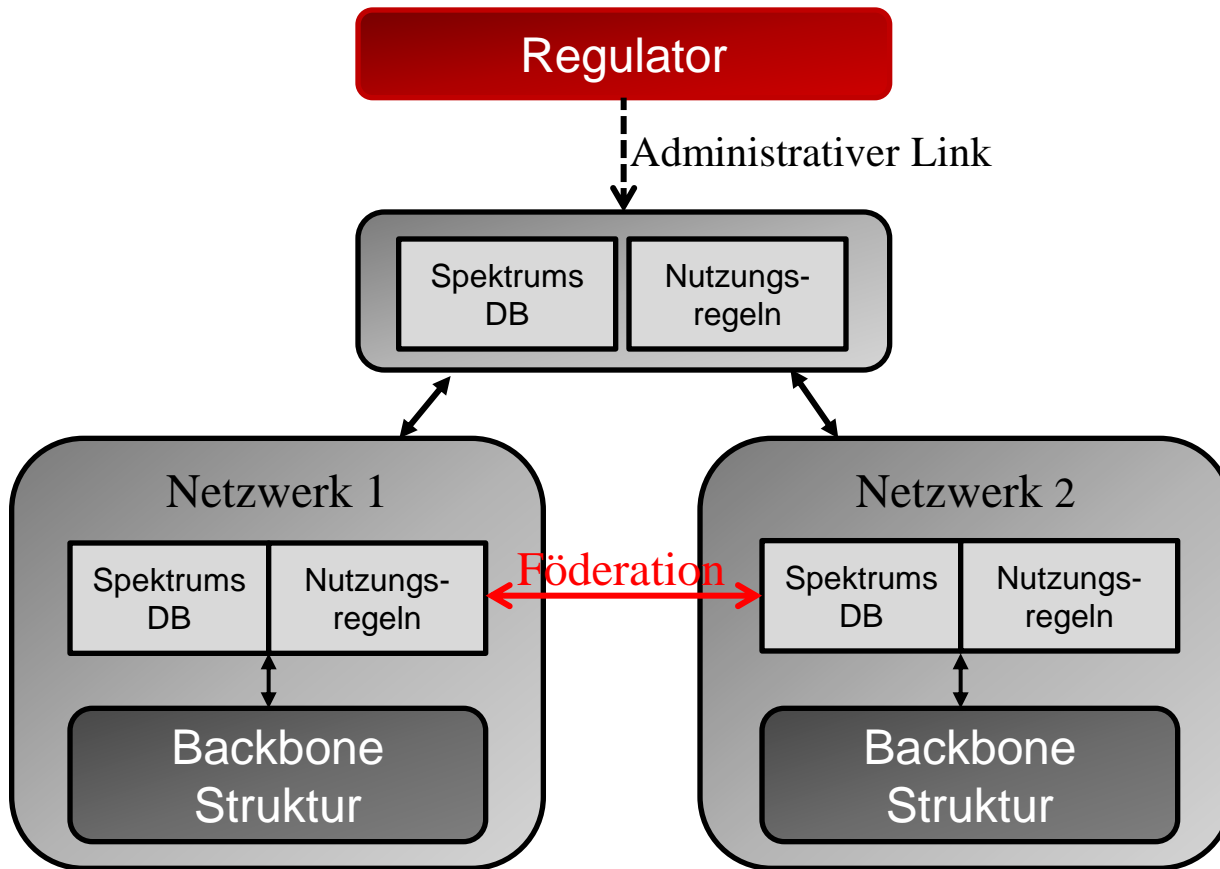 Regulator
Administrativer Link
Spektrums
DB
Nutzungs-
regeln
Netzwerk 1
Spektrums
DB
Nutzungs-
regeln
Backbone
Struktur
Föderation
Netzwerk 2
Spektrums
DB
Nutzungs-
regeln
Backbone
Struktur